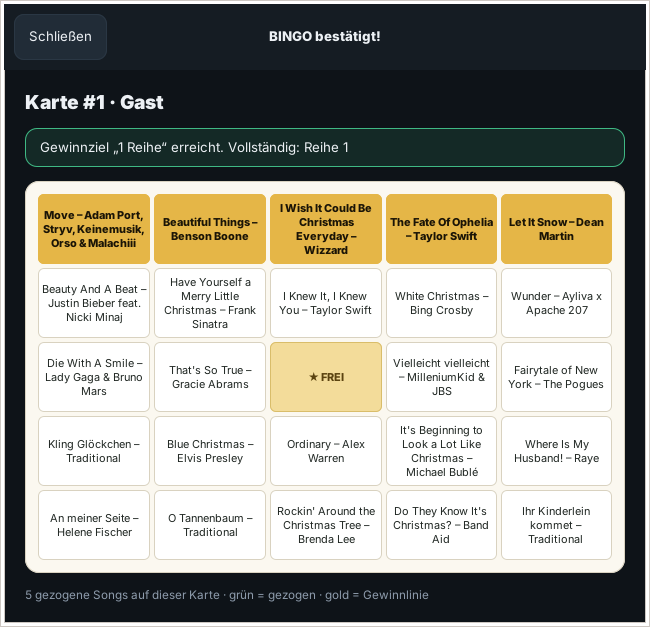 Schließen
BINGO bestätigt!
Karte #1 · Gast
Gewinnziel „1 Reihe“ erreicht. Vollständig: Reihe 1
Move – Adam Port,
Stryv, Keinemusik,
Orso & Malachiii
Beautiful Things –
Benson Boone
I Wish It Could Be
Christmas
Everyday –
Wizzard
The Fate Of Ophelia
– Taylor Swift
Let It Snow – Dean
Martin
Beauty And A Beat –
Justin Bieber feat.
Nicki Minaj
Have Yourself a
Merry Little
Christmas – Frank
Sinatra
I Knew It, I Knew
You – Taylor Swift
White Christmas –
Bing Crosby
Wunder – Ayliva x
Apache 207
Die With A Smile –
Lady Gaga & Bruno
Mars
That's So True –
Gracie Abrams
★ FREI
Vielleicht vielleicht
– MilleniumKid &
JBS
Fairytale of New
York – The Pogues
Kling Glöckchen –
Traditional
Blue Christmas –
Elvis Presley
Ordinary – Alex
Warren
It's Beginning to
Look a Lot Like
Christmas –
Michael Bublé
Where Is My
Husband! – Raye
An meiner Seite –
Helene Fischer
O Tannenbaum –
Traditional
Rockin' Around the
Christmas Tree –
Brenda Lee
Do They Know It's
Christmas? – Band
Aid
Ihr Kinderlein
kommet –
Traditional
5 gezogene Songs auf dieser Karte · grün = gezogen · gold = Gewinnlinie